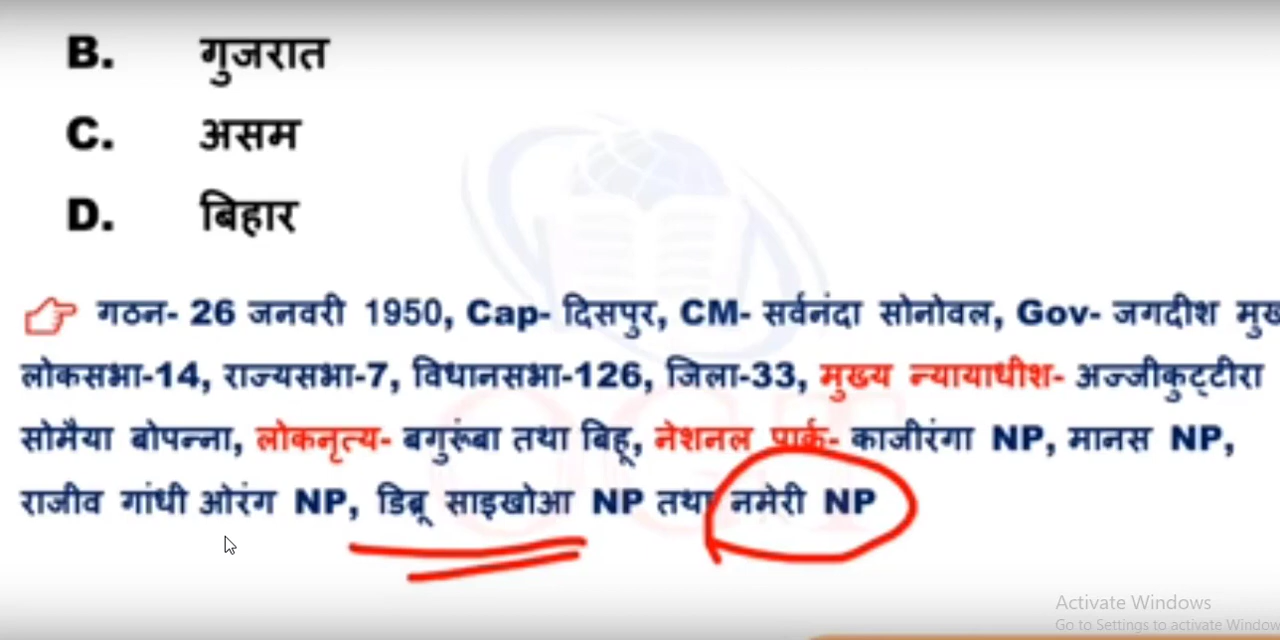 B. गुजरात
C. असम
D. बिहार
गठन- 26 जनवरी 1950, Cap- दिसपुर, CM- सर्वनंदा सोनोवल, Gov- जगदीश
लोकसभा-14, राज्यसभा-7, विधानसभा-126, जिला-33, मुख्य न्यायाधीश- अज्जीकुट्टीरा
सोमैया बोपन्ना, लोकनृत्य- बगुरूंबा तथा बिहू, नेशनल पार्क- काजीरंगा NP, मानस NP,
राजीव गांधी ओरंग NP, डिब्रू साइखोआ NP तथा नमेरी NP
Activate Windows
Go to Settings to activate